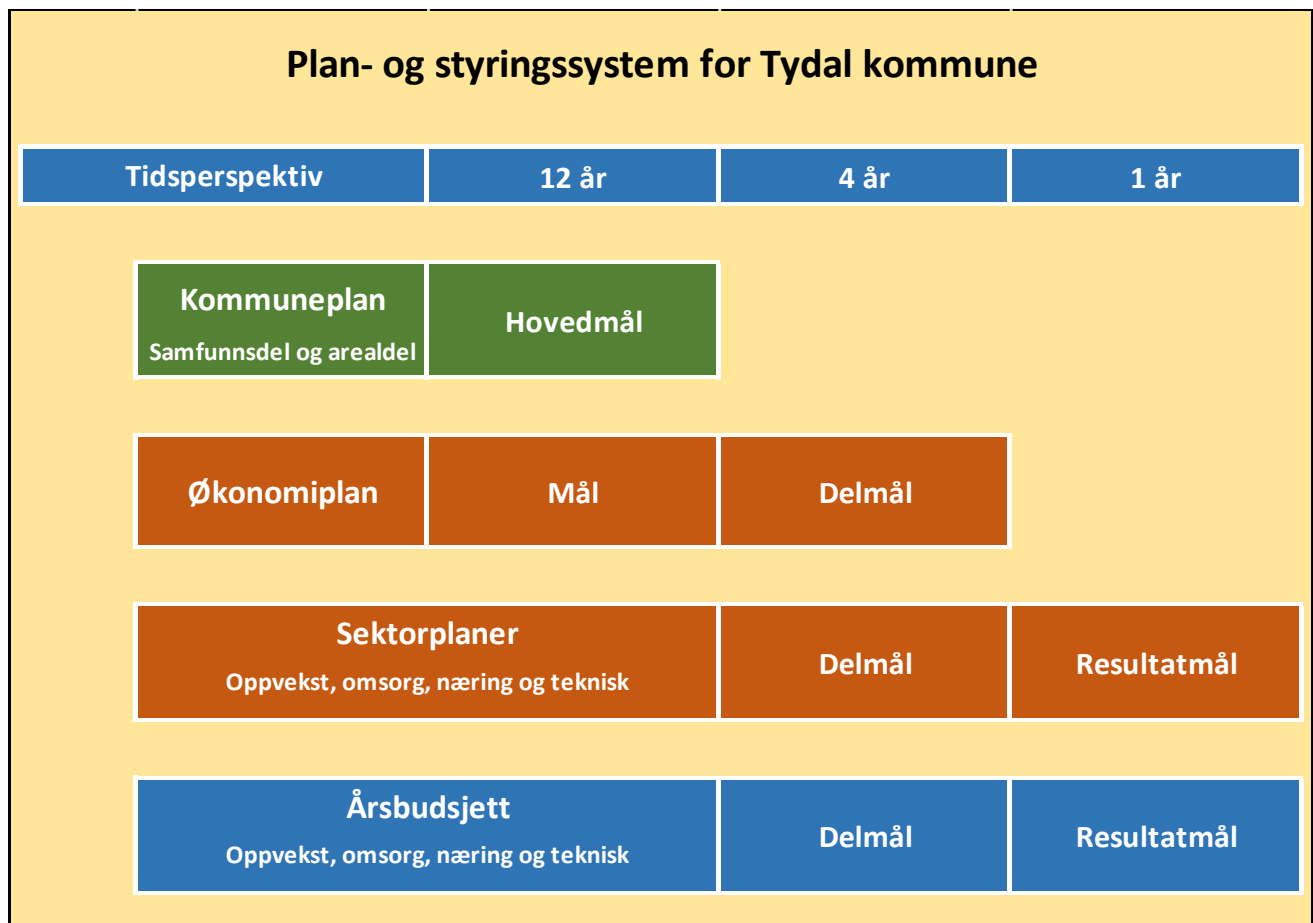 Plan- og styringssystem for Tydal kommune
Tidsperspektiv 12 år 4 år 1 år
Kommuneplan
Samfunnsdel og arealdel
Hovedmål
Økonomiplan Mål Delmål
Sektorplaner
Oppvekst, omsorg, næring og teknisk
Delmål Resultatmål
Årsbudsjett
Oppvekst, omsorg, næring og teknisk
Delmål Resultatmål